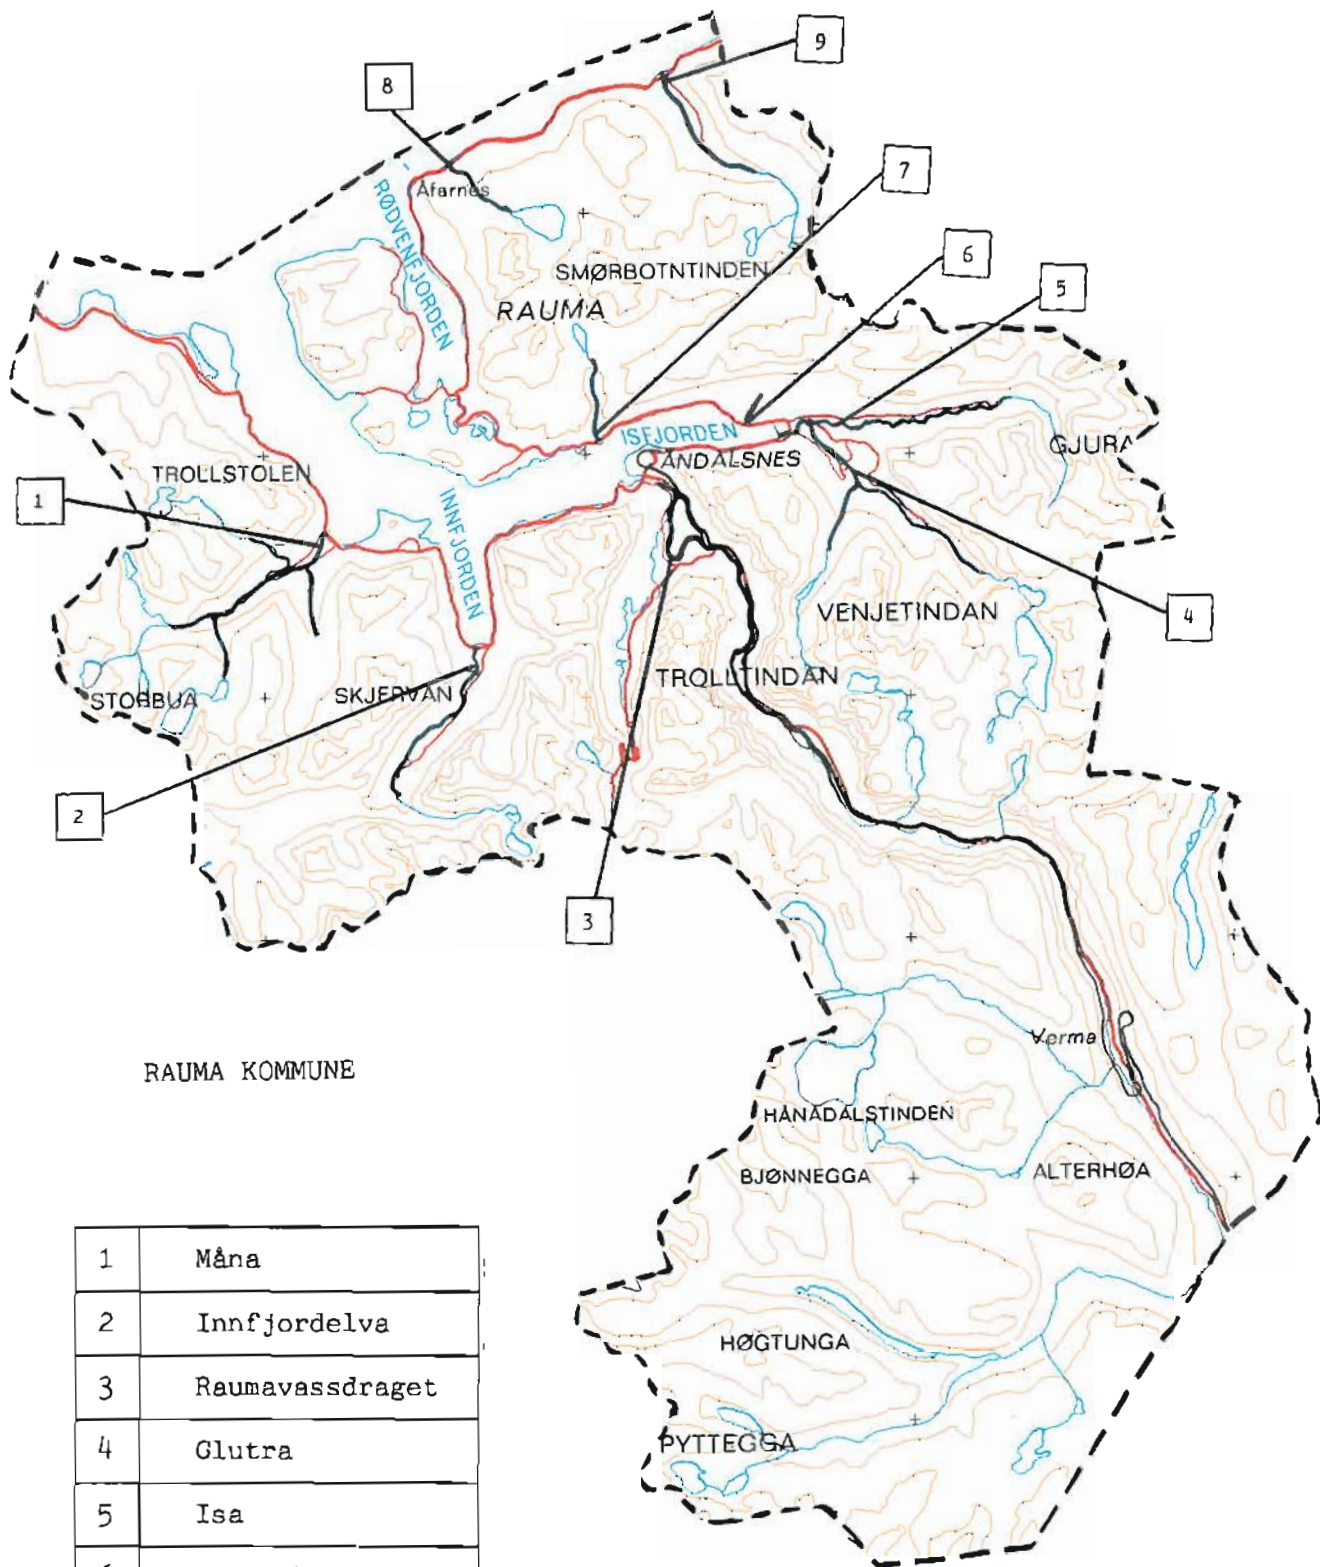 9
8
7
Åfarnes
RØDVENFJORDEN
SMØRBOTNTINDEN
6
5
RAUMA
ISFJORDEN
GJURA
ÅNDALSNES
TROLLSTOLEN
1
INNFJORDEN
VENJETINDAN
4
TROLLTINDAN
STORBUA
SKJERVAN
2
3
Verma
RAUMA KOMMUNE
HÅNADALSTINDEN
BJØNNEGGA
ALTERHØA
1 Måna
2 Innfjordelva
3 Raumavassdraget
HØGTUNGA
4 Glutra
PYTTEGGA
5 Isa